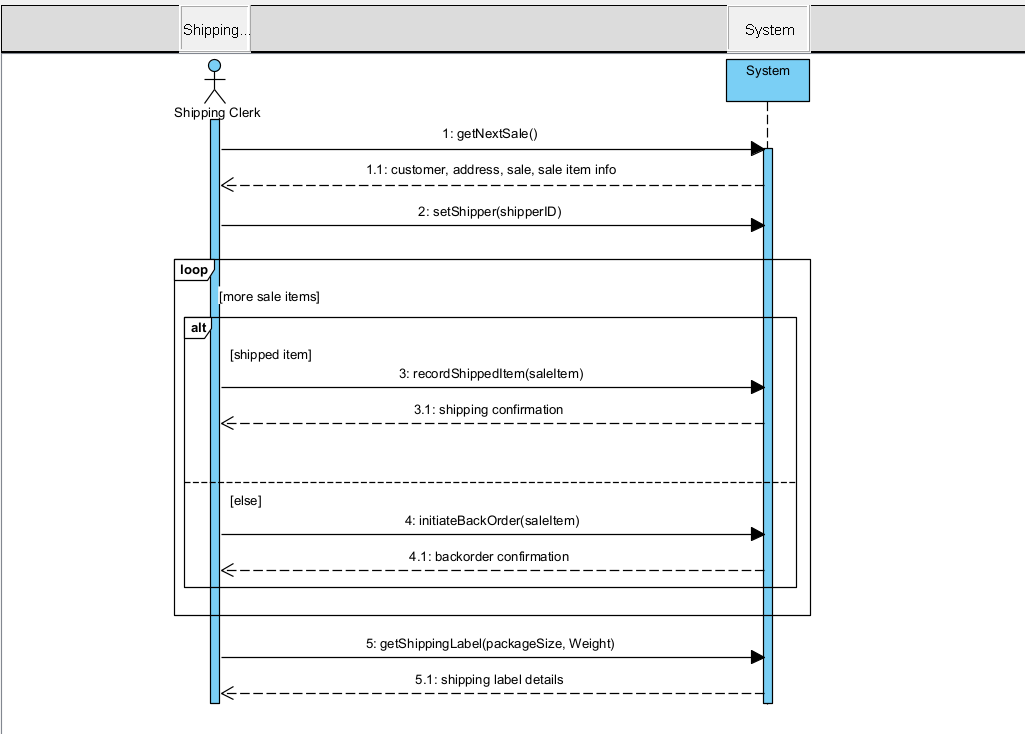 Shipping...
System
System
Shipping Clerk
1: getNextSale()
1.1: customer, address, sale, sale item info
2: setShipper(shipperID)
loop
[more sale items]
alt
[shipped item]
3: recordShippedItem(saleItem)
3.1: shipping confirmation
[else]
4: initiateBackOrder(saleItem)
4.1: backorder confirmation
5: getShippingLabel(packageSize, Weight)
5.1: shipping label details